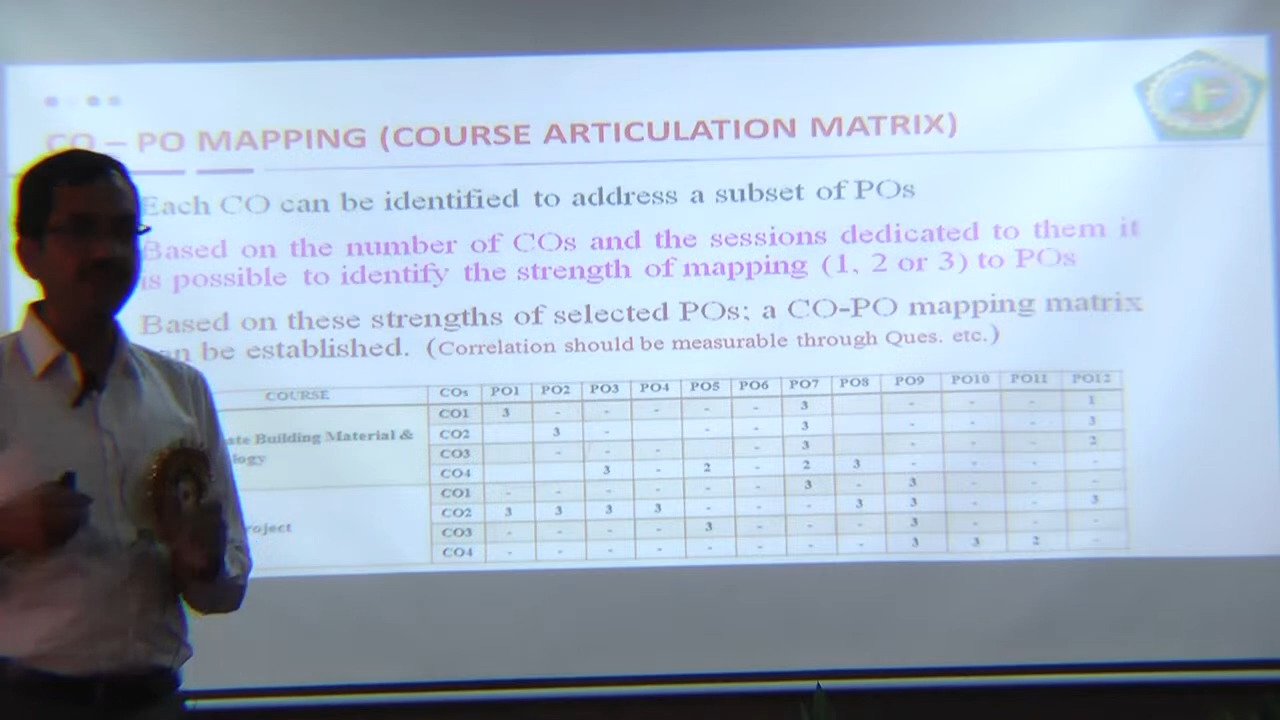 CO – PO MAPPING (COURSE ARTICULATION MATRIX)
Each CO can be identified to address a subset of POs
Based on the number of COs and the sessions dedicated to them it
is possible to identify the strength of mapping (1, 2 or 3) to POs
Based on these strengths of selected POs; a CO-PO mapping matrix
be established. (Correlation should be measurable through Ques. etc.)
COURSE COs PO1 PO2 PO3 PO4 PO5 PO6 PO7 PO8 PO9 PO10 PO11 PO12
CO1 3 - - - - - 3 - - - 1
Building Material &
CO2 3 - - 3 - - - 3
CO3 - - - 3 - - - 2
CO4 3 - 2 - 2 3 - - - -
CO1 - - - - - - 3 - 3 - - -
CO2 3 3 3 3 - - - 3 3 - - 3
CO3 - - - - 3 - - - 3 - - -
CO4 - - - - - - - - 3 3 2 -